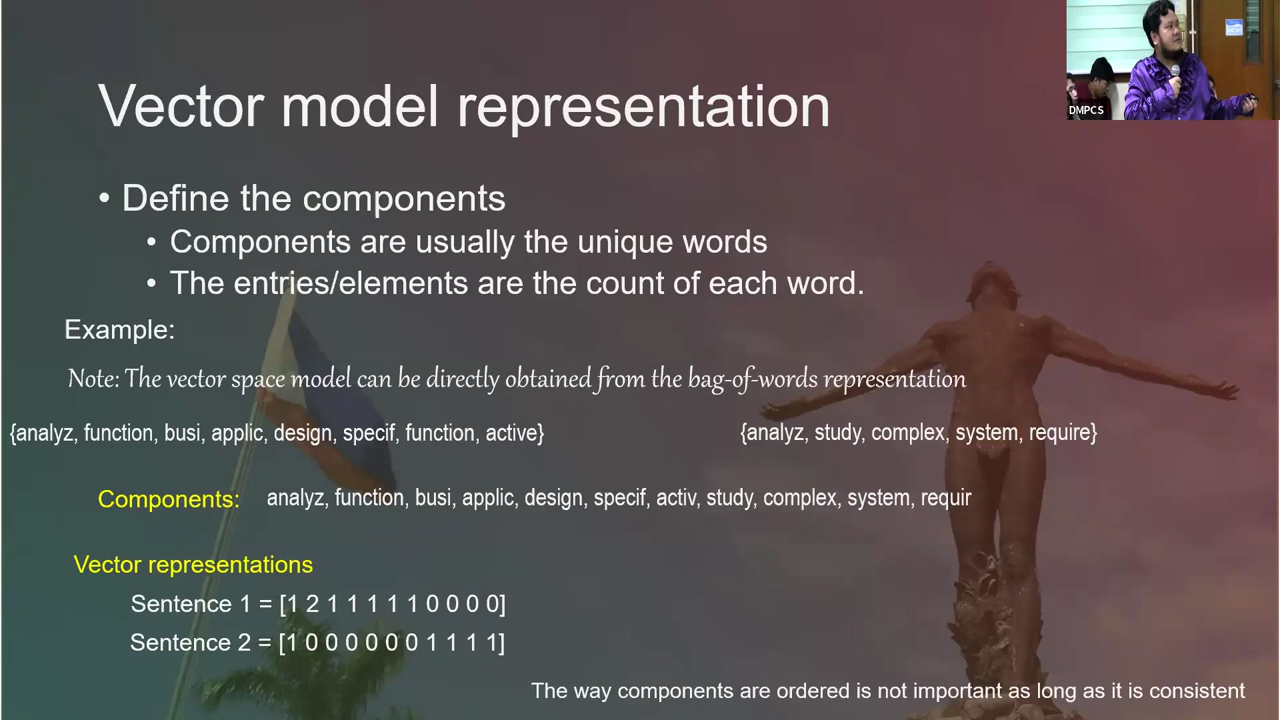 Vector model representation
DMPCS
• Define the components
• Components are usually the unique words
• The entries/elements are the count of each word.
Example:
Note: The vector space model can be directly obtained from the bag-of-words representation
{analyz, function, busi, applic, design, specif, function, active}
{analyz, study, complex, system, require}
Components: analyz, function, busi, applic, design, specif, activ, study, complex, system, requir
Vector representations
Sentence 1 = [1 2 1 1 1 1 1 0 0 0 0]
Sentence 2 = [1 0 0 0 0 0 0 1 1 1 1]
The way components are ordered is not important as long as it is consistent